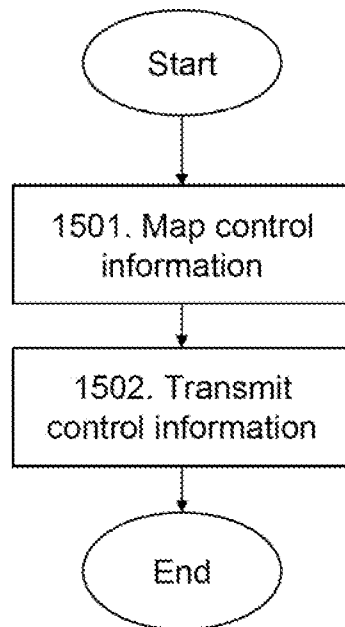 Start
1501. Map control
information
1502. Transmit
control information
End